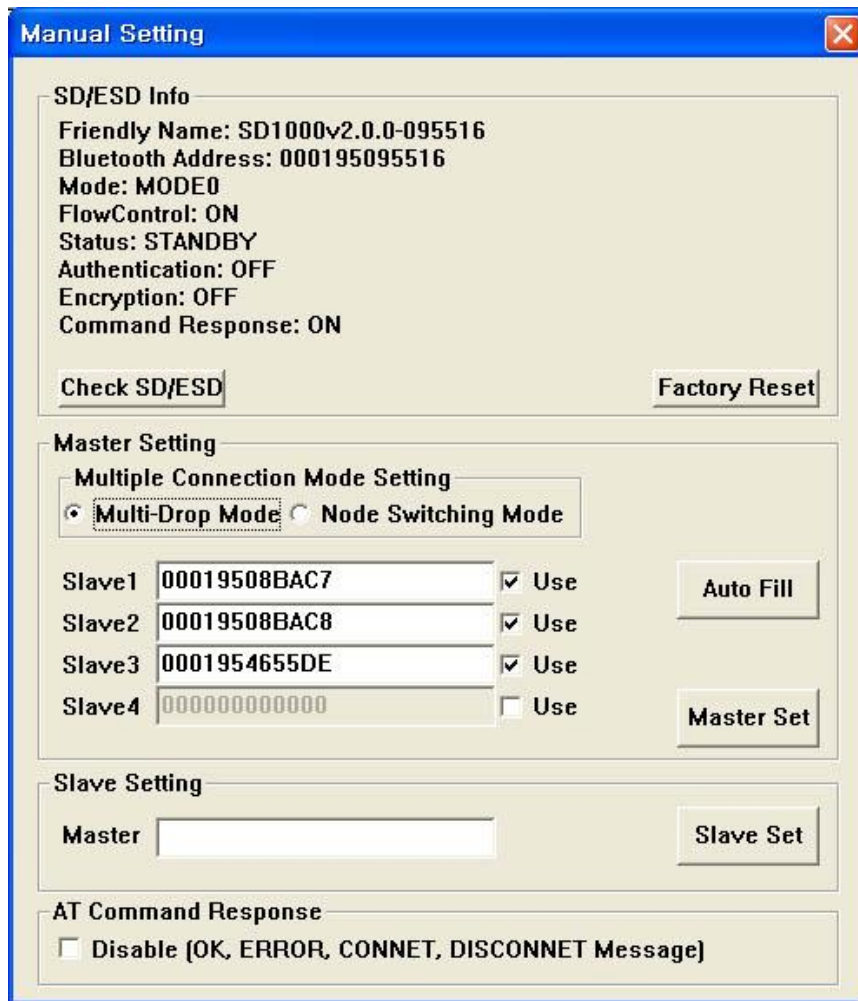 Manual Setting
SD/ESD Info
Friendly Name: SD1000v2.0.0-095516
Bluetooth Address: 000195095516
Mode: MODE0
FlowControl: ON
Status: STANDBY
Authentication: OFF
Encryption: OFF
Command Response: ON
Check SD/ESD Factory Reset
Master Setting
Multiple Connection Mode Setting
Multi-Drop Mode Node Switching Mode
Slave1 00019508BAC7 Use Auto Fill
Slave2 00019508BAC8 Use
Slave3 0001954655DE Use
Slave4 000000000000 Use
Master Set
Slave Setting
Master Slave Set
AT Command Response
Disable (OK, ERROR, CONNET, DISCONNET Message)